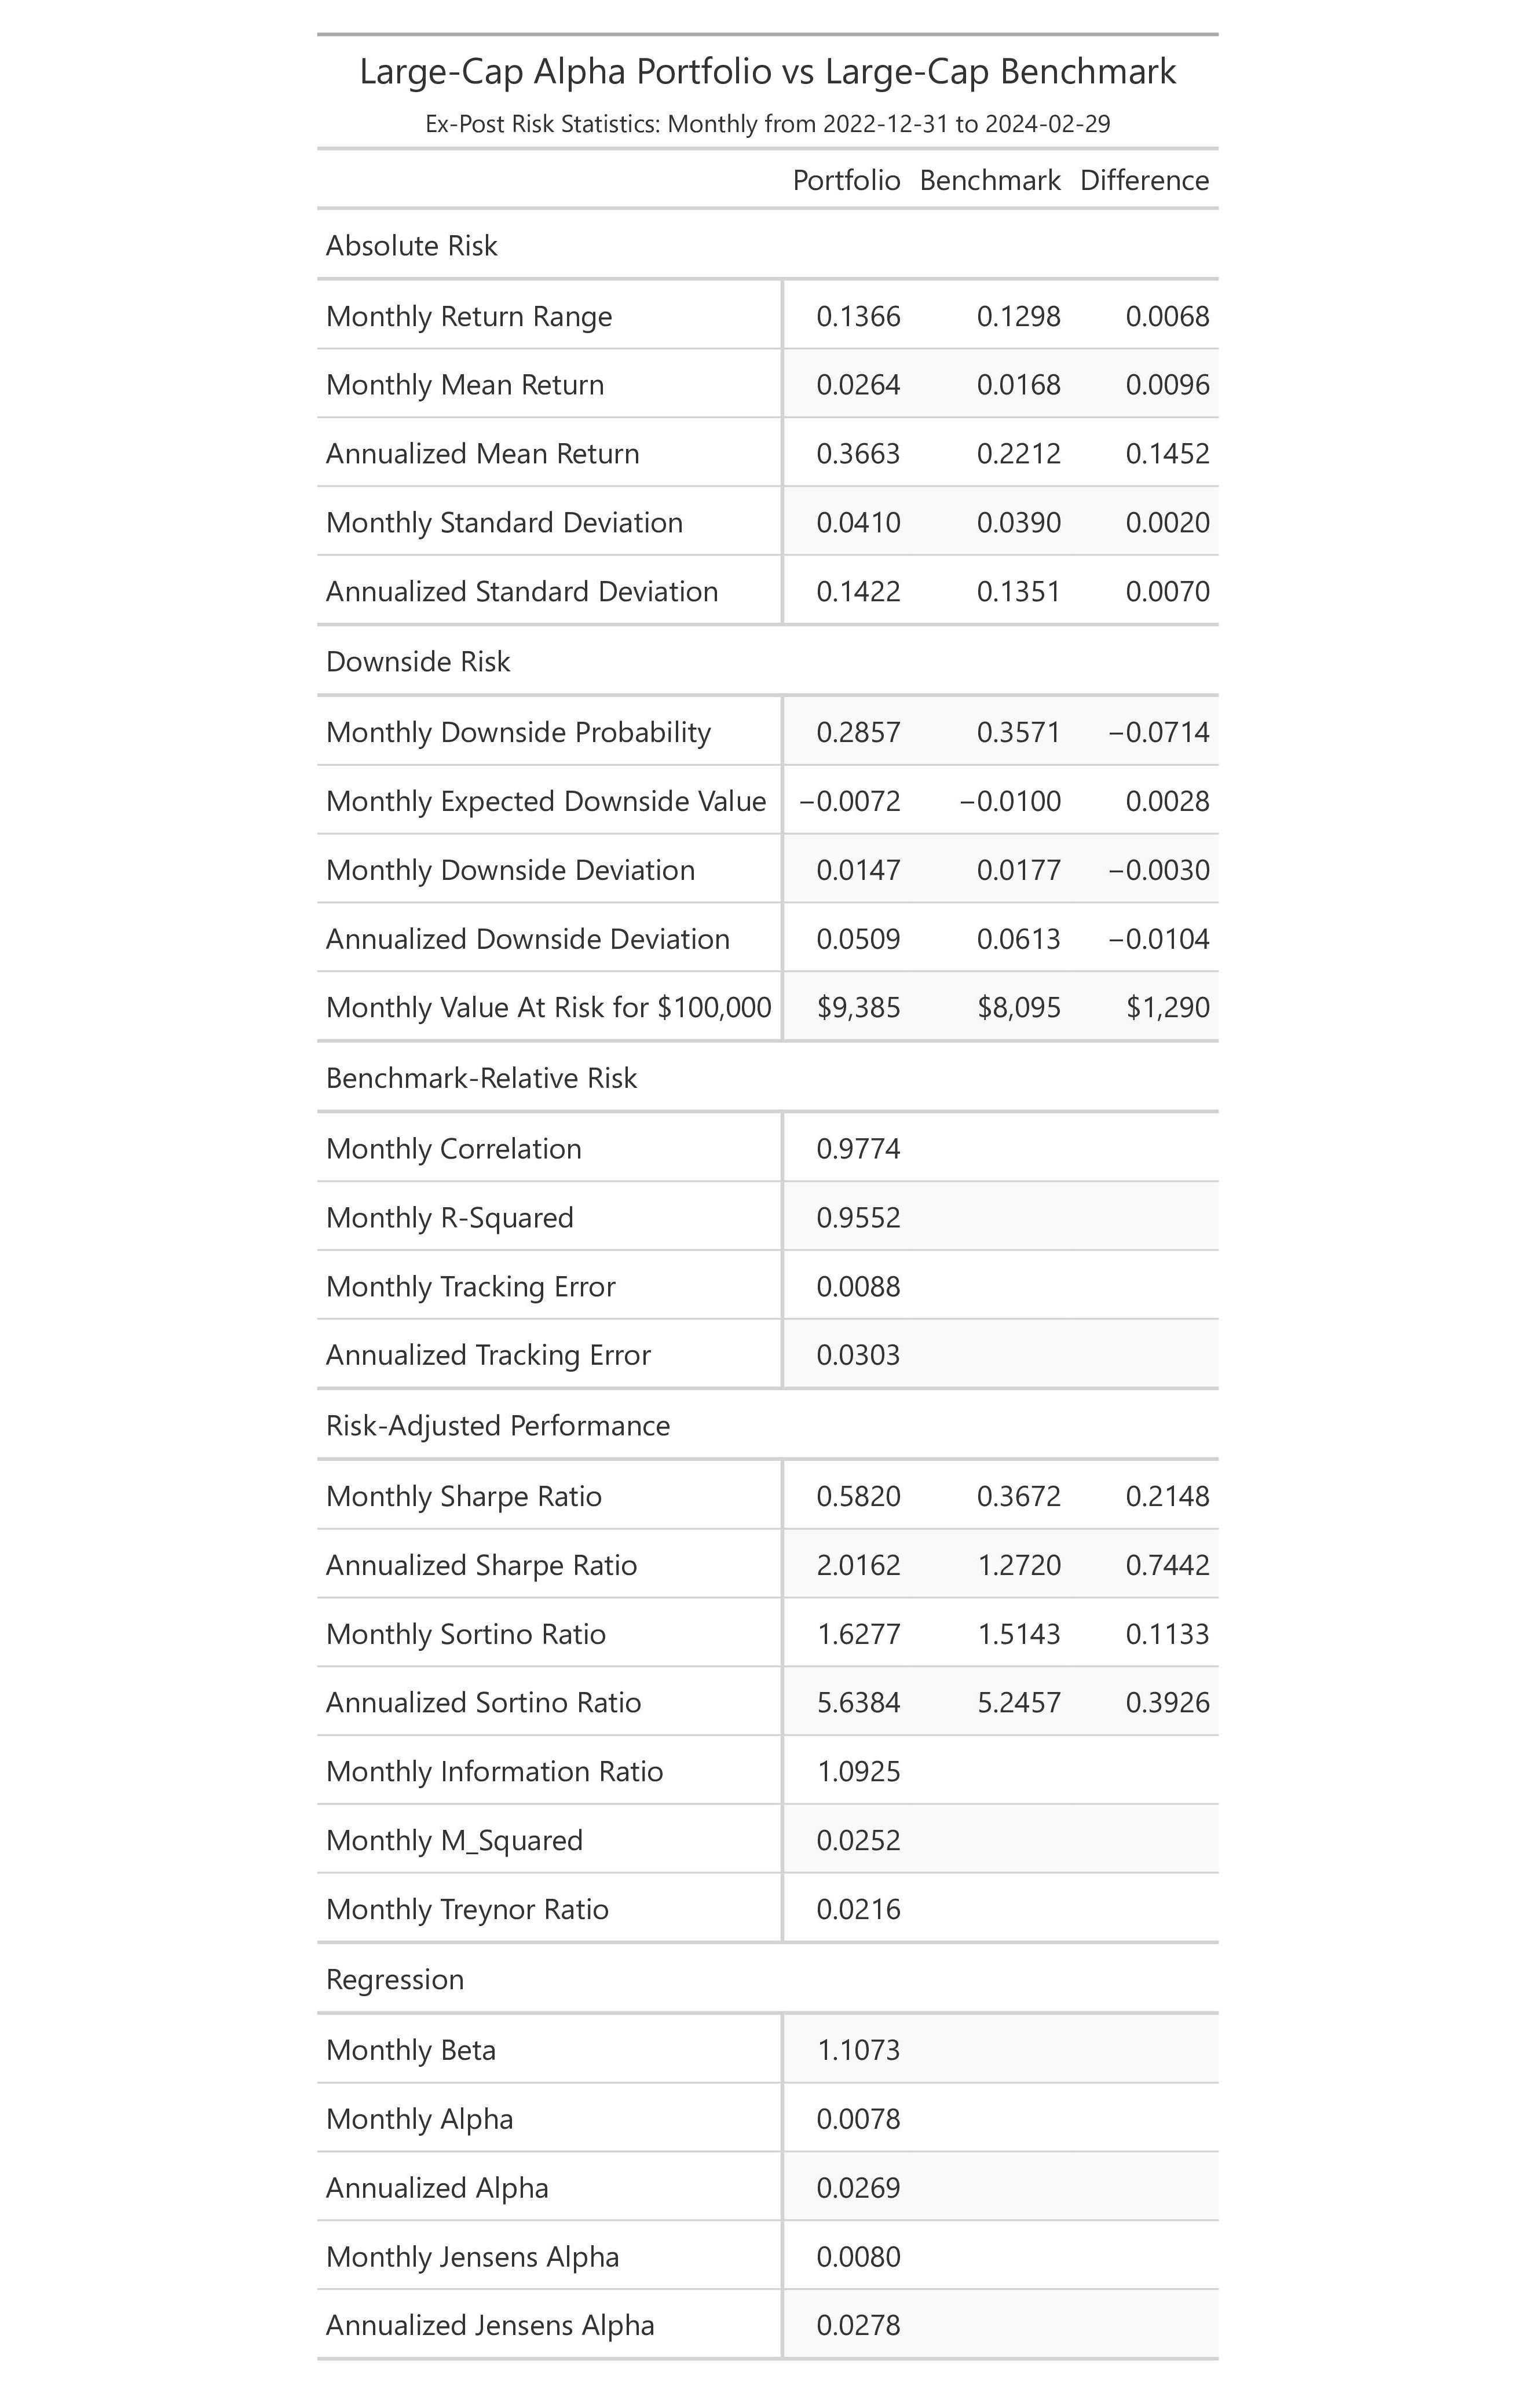 Large-Cap Alpha Portfolio vs Large-Cap Benchmark
Ex-Post Risk Statistics: Monthly from 2022-12-31 to 2024-02-29
Portfolio Benchmark Difference
Absolute Risk
Monthly Return Range 0.1366 0.1298 0.0068
Monthly Mean Return 0.0264 0.0168 0.0096
Annualized Mean Return 0.3663 0.2212 0.1452
Monthly Standard Deviation 0.0410 0.0390 0.0020
Annualized Standard Deviation 0.1422 0.1351 0.0070
Downside Risk
Monthly Downside Probability 0.2857 0.3571 −0.0714
Monthly Expected Downside Value −0.0072 −0.0100 0.0028
Monthly Downside Deviation 0.0147 0.0177 −0.0030
Annualized Downside Deviation 0.0509 0.0613 −0.0104
Monthly Value At Risk for $100,000 $9,385 $8,095 $1,290
Benchmark-Relative Risk
Monthly Correlation 0.9774
Monthly R-Squared 0.9552
Monthly Tracking Error 0.0088
Annualized Tracking Error 0.0303
Risk-Adjusted Performance
Monthly Sharpe Ratio 0.5820 0.3672 0.2148
Annualized Sharpe Ratio 2.0162 1.2720 0.7442
Monthly Sortino Ratio 1.6277 1.5143 0.1133
Annualized Sortino Ratio 5.6384 5.2457 0.3926
Monthly Information Ratio 1.0925
Monthly M_Squared 0.0252
Monthly Treynor Ratio 0.0216
Regression
Monthly Beta 1.1073
Monthly Alpha 0.0078
Annualized Alpha 0.0269
Monthly Jensens Alpha 0.0080
Annualized Jensens Alpha 0.0278